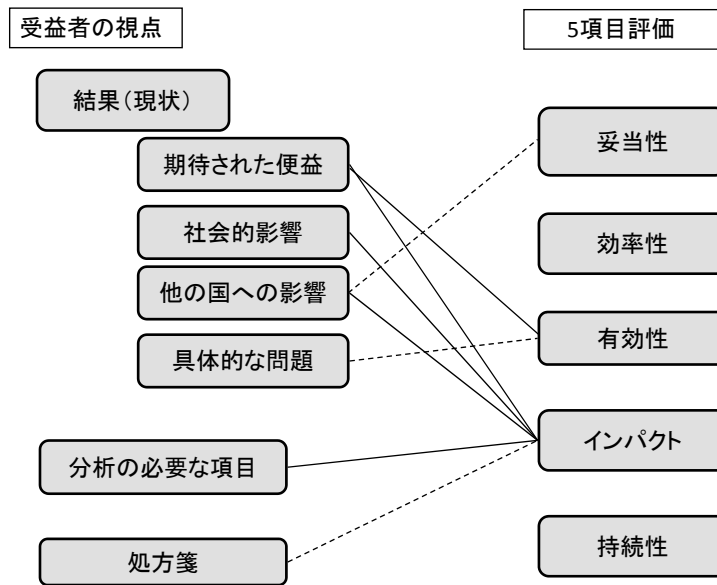 受益者の視点
結果（現状）
期待された便益
社会的影響
他の国への影響
具体的な問題
分析の必要な項目
処方箋
5項目評価
妥当性
効率性
有効性
インパクト
持続性